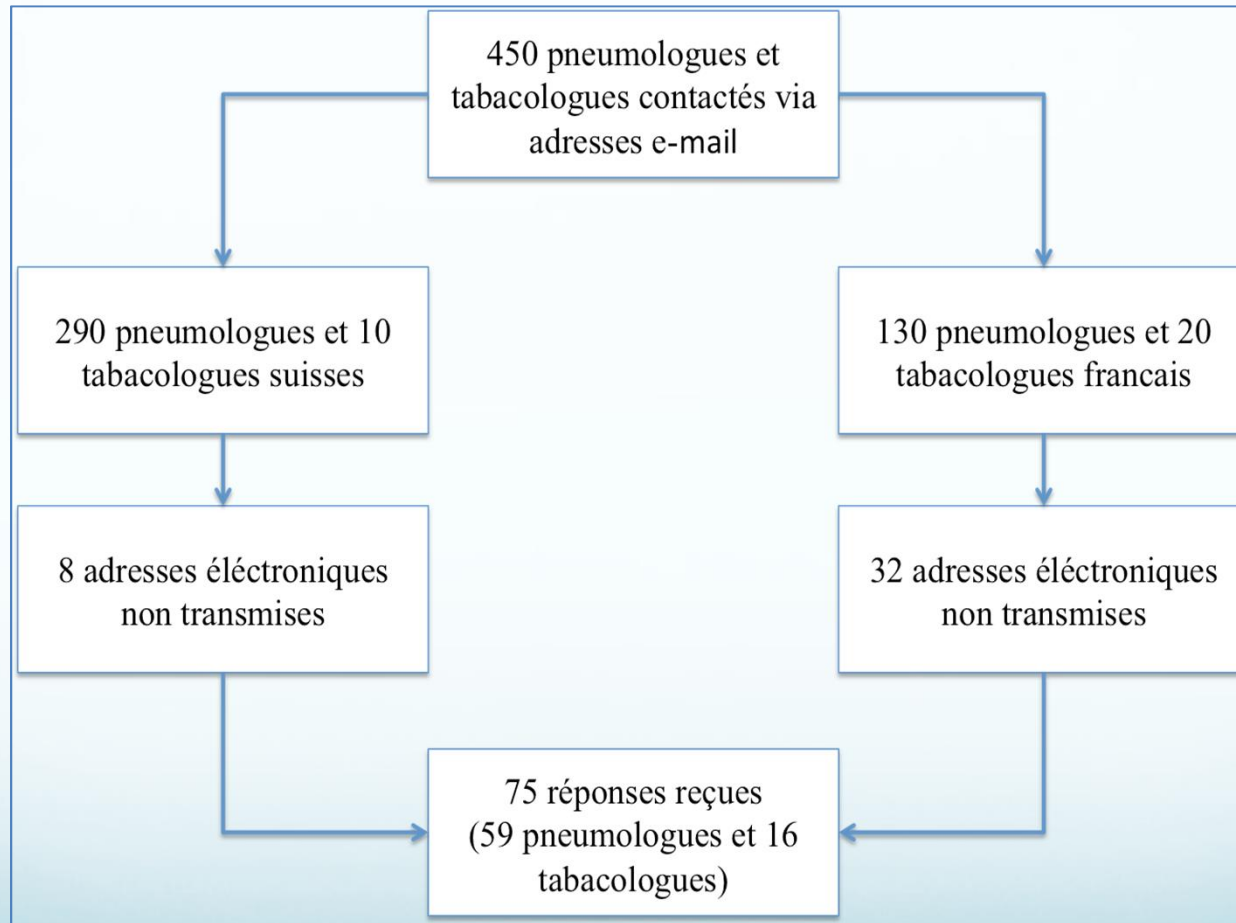 450 pneumologues et
tabacologues contactés via
adresses e-mail
290 pneumologues et 10
tabacologues suisses
130 pneumologues et 20
tabacologues francais
8 adresses éléctroniques
non transmises
32 adresses éléctroniques
non transmises
75 réponses reçues
(59 pneumologues et 16
tabacologues)